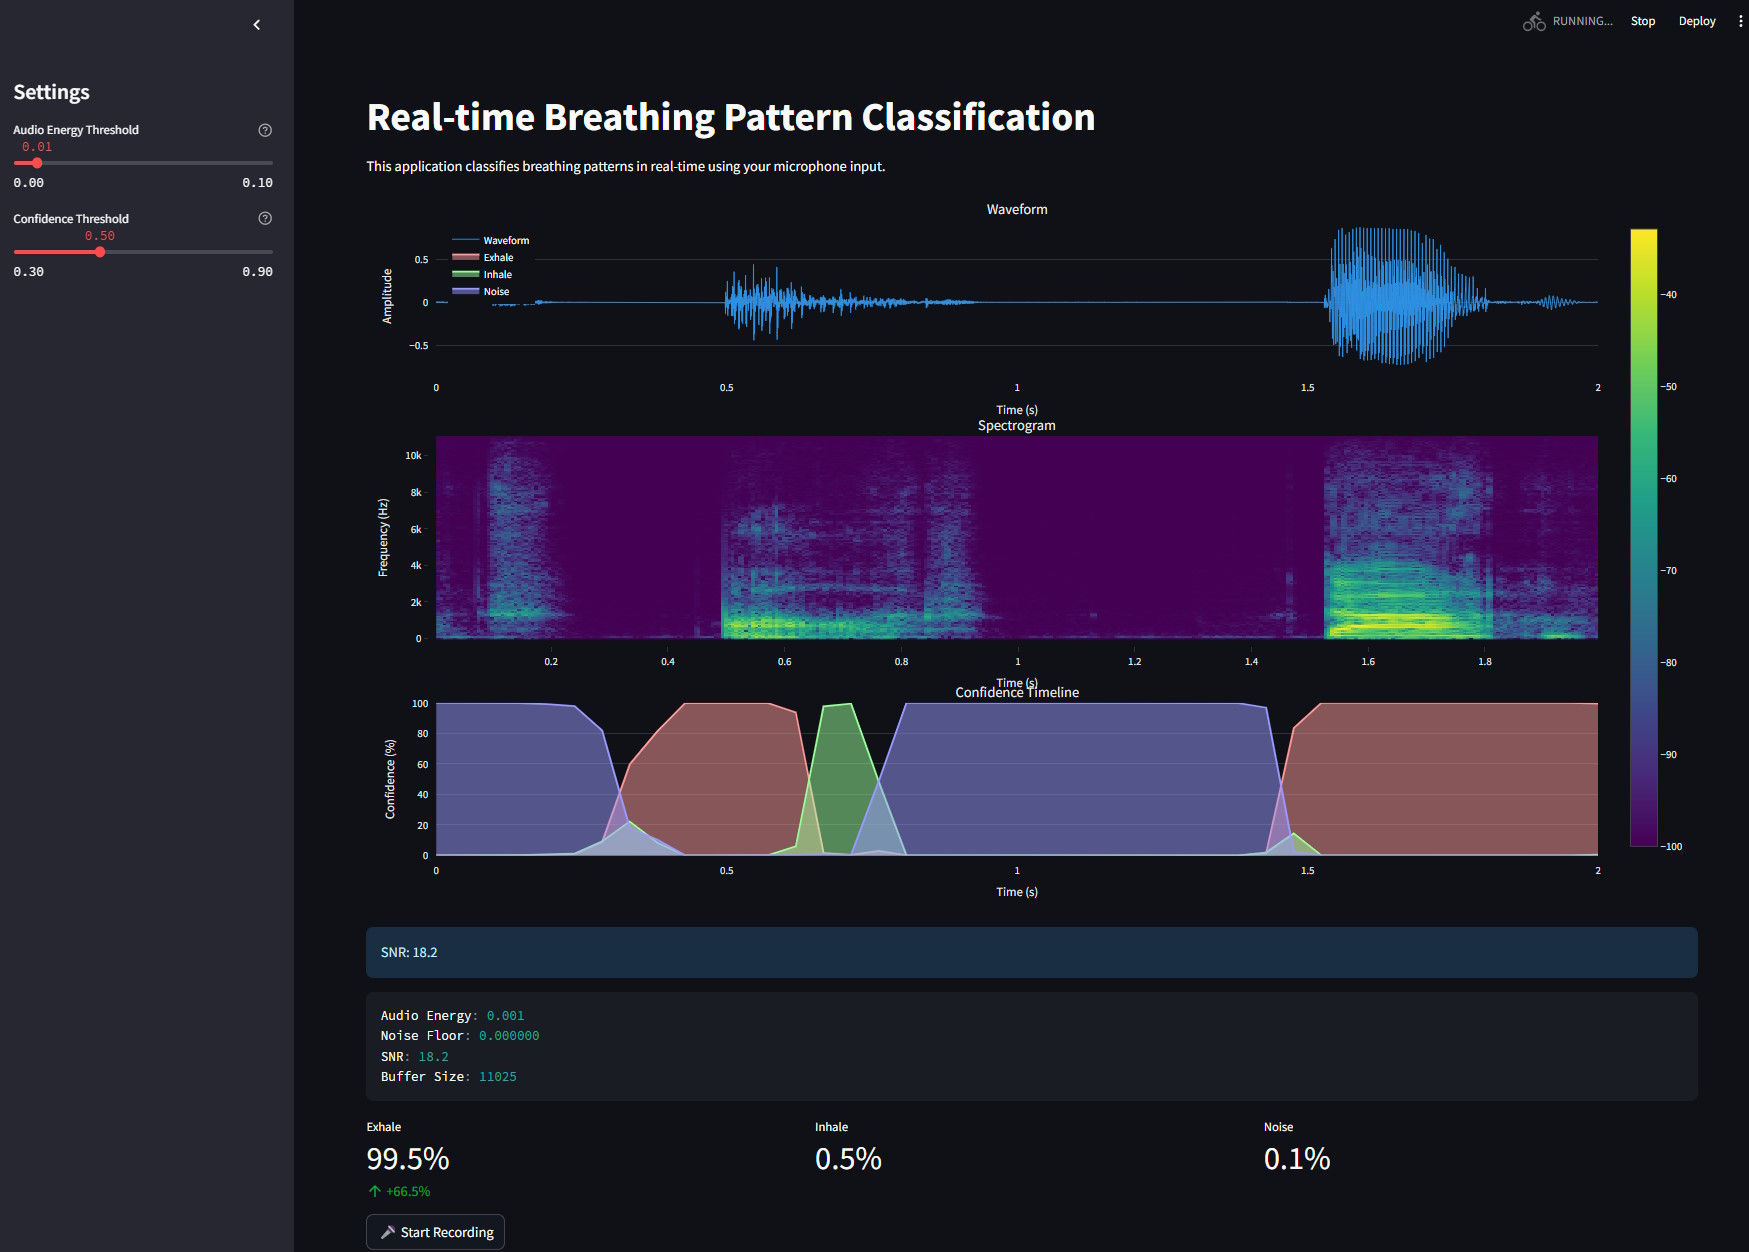 RUNNING...
Stop
Deploy
Settings
Audio Energy Threshold
0.01
0.00
0.10
Confidence Threshold
0.50
0.30
0.90
Real-time Breathing Pattern Classification
This application classifies breathing patterns in real-time using your microphone input.
Waveform
Waveform
Exhale
Inhale
Noise
Amplitude
0.5
0
−0.5
0
0.5
1
1.5
2
Time (s)
Spectrogram
Frequency (Hz)
10k
8k
6k
4k
2k
0
0.2
0.4
0.6
0.8
1
1.2
1.4
1.6
1.8
Time (s)
−40
−50
−60
−70
−80
−90
−100
Confidence Timeline
Confidence (%)
100
80
60
40
20
0
0
0.5
1
1.5
2
Time (s)
SNR: 18.2
Audio Energy: 0.001
Noise Floor: 0.000000
SNR: 18.2
Buffer Size: 11025
Exhale
99.5%
+66.5%
Inhale
0.5%
Noise
0.1%
Start Recording